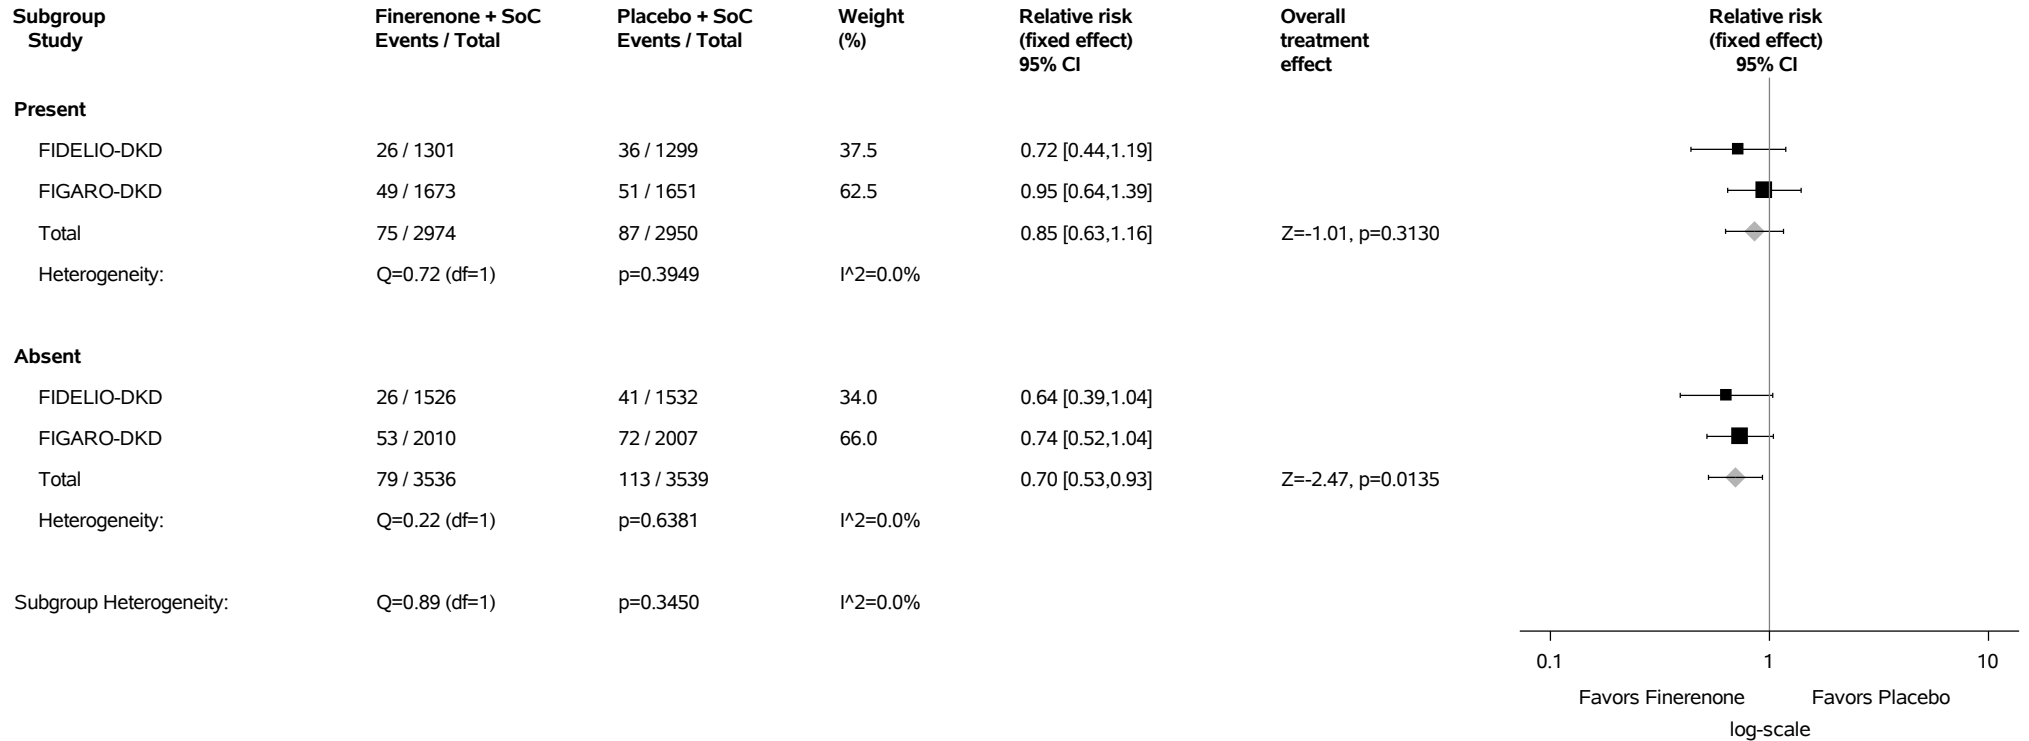 Subgroup Finerenone + SoC Placebo + SoC Weight Relative risk Overall Relative risk
Study Events / Total Events / Total (%) (fixed effect) treatment (fixed effect)
95% CI effect 95% CI
Present
FIDELIO-DKD 26 / 1301 36 / 1299 37.5 0.72 [0.44,1.19]
FIGARO-DKD 49 / 1673 51 / 1651 62.5 0.95 [0.64,1.39]
Total 75 / 2974 87 / 2950 0.85 [0.63,1.16] Z=-1.01, p=0.3130
Heterogeneity: Q=0.72 (df=1) p=0.3949 I^2=0.0%
Absent
FIDELIO-DKD 26 / 1526 41 / 1532 34.0 0.64 [0.39,1.04]
FIGARO-DKD 53 / 2010 72 / 2007 66.0 0.74 [0.52,1.04]
Total 79 / 3536 113 / 3539 0.70 [0.53,0.93] Z=-2.47, p=0.0135
Heterogeneity: Q=0.22 (df=1) p=0.6381 I^2=0.0%
Subgroup Heterogeneity: Q=0.89 (df=1) p=0.3450 I^2=0.0%
0.1 1 10
Favors Finerenone Favors Placebo
log-scale